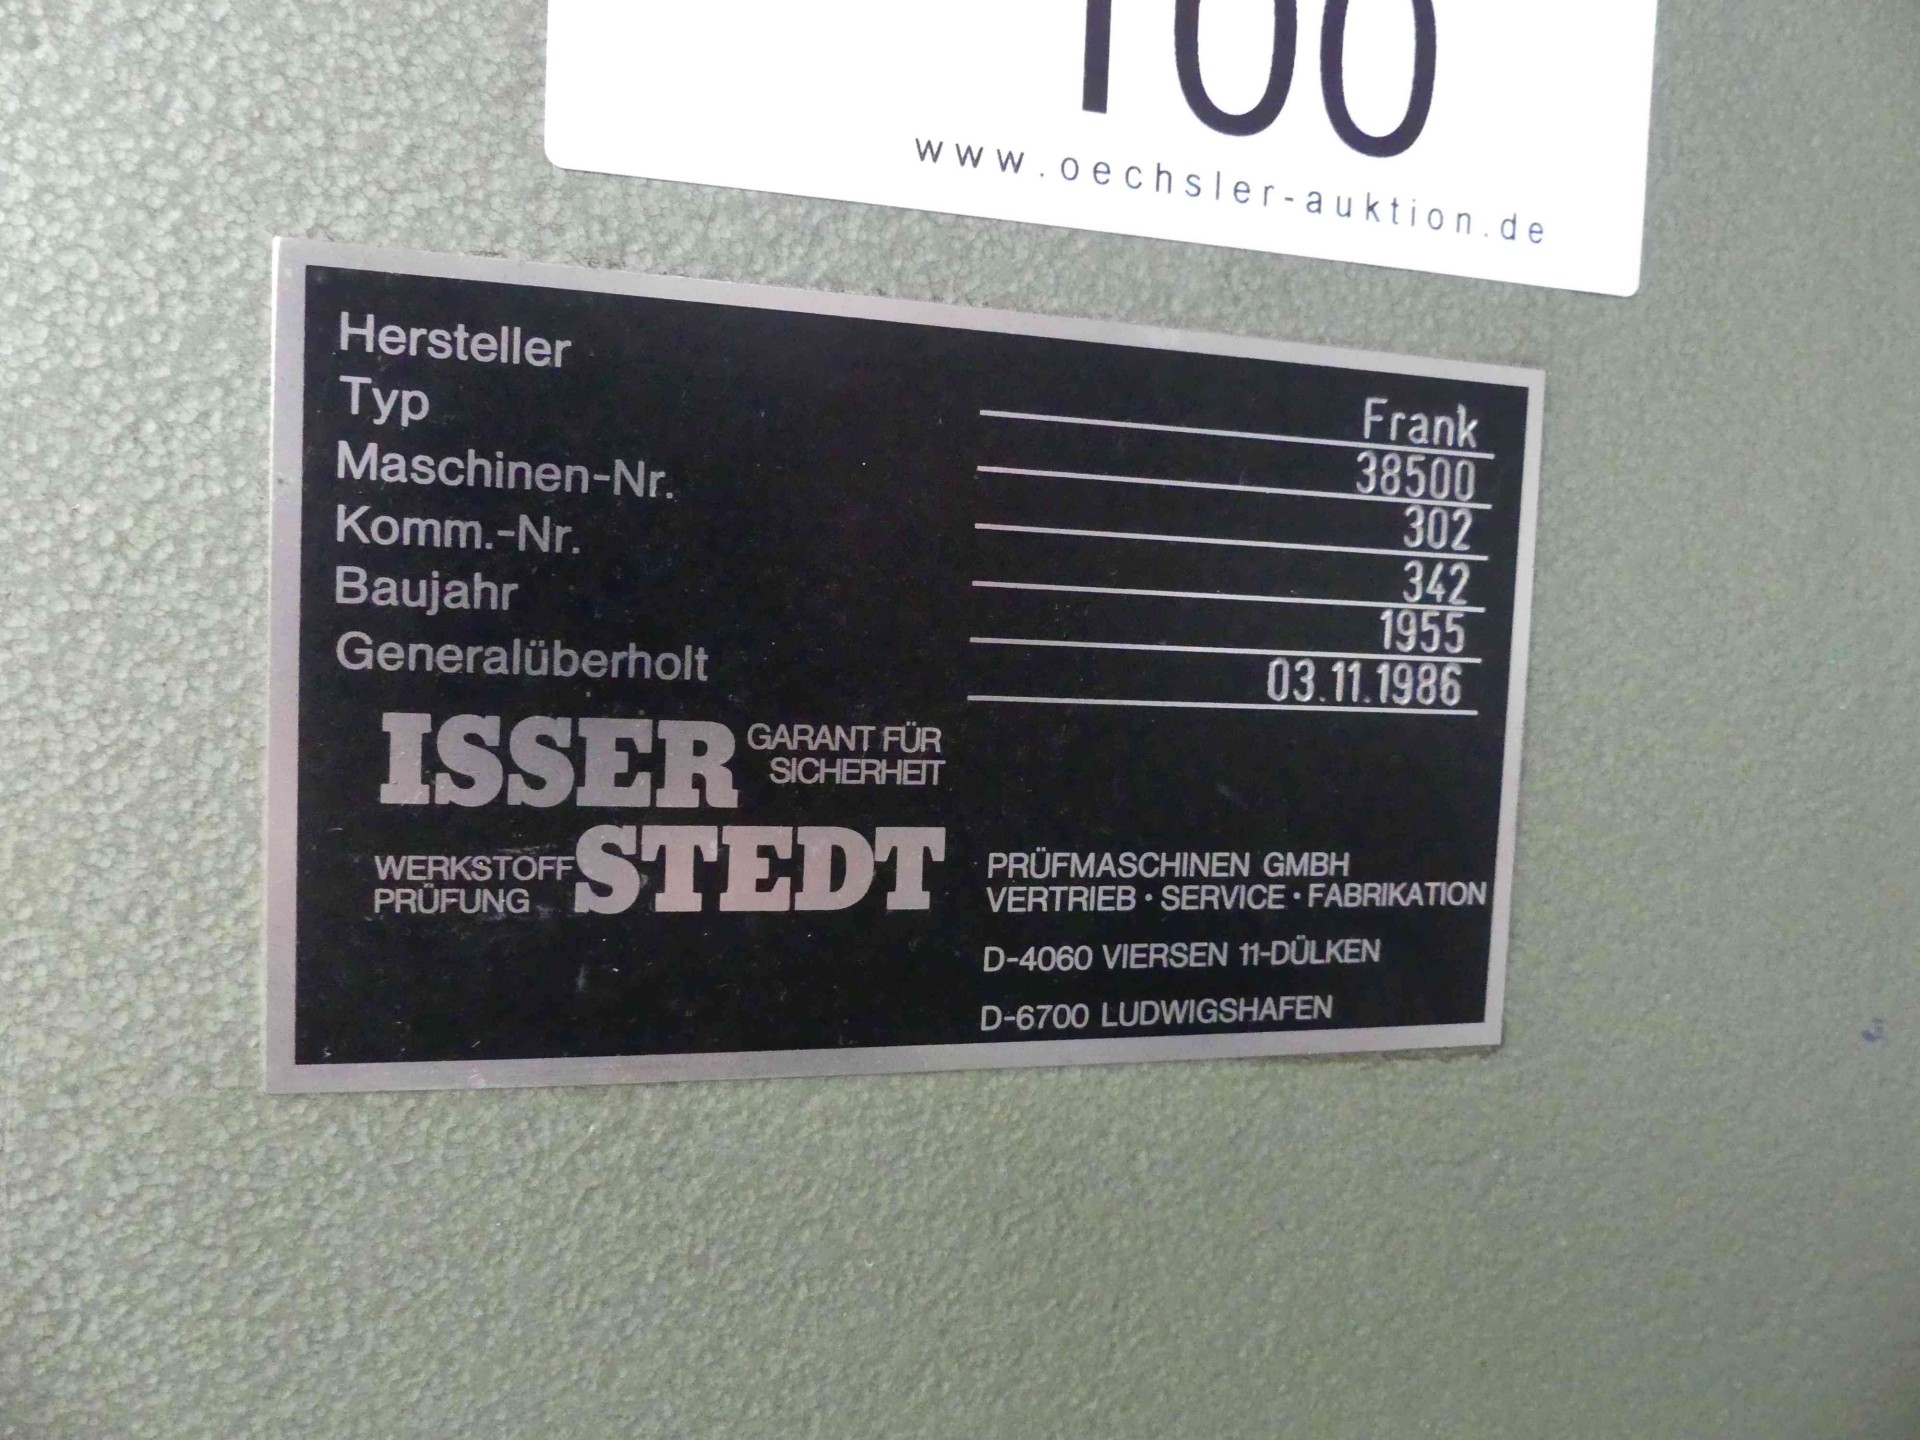 100
www.oechsler-auktion.de
Hersteller Frank
Typ 38500
Maschinen-Nr. 302
Komm.-Nr. 342
Baujahr 1955
Generalüberholt 03.11.1986
ISSER GARANT FÜR
SICHERHEIT
WERKSTOFF STEDT
PRÜFUNG
PRÜFMASCHINEN GMBH
VERTRIEB · SERVICE · FABRIKATION
D-4060 VIERSEN 11-DÜLKEN
D-6700 LUDWIGSHAFEN